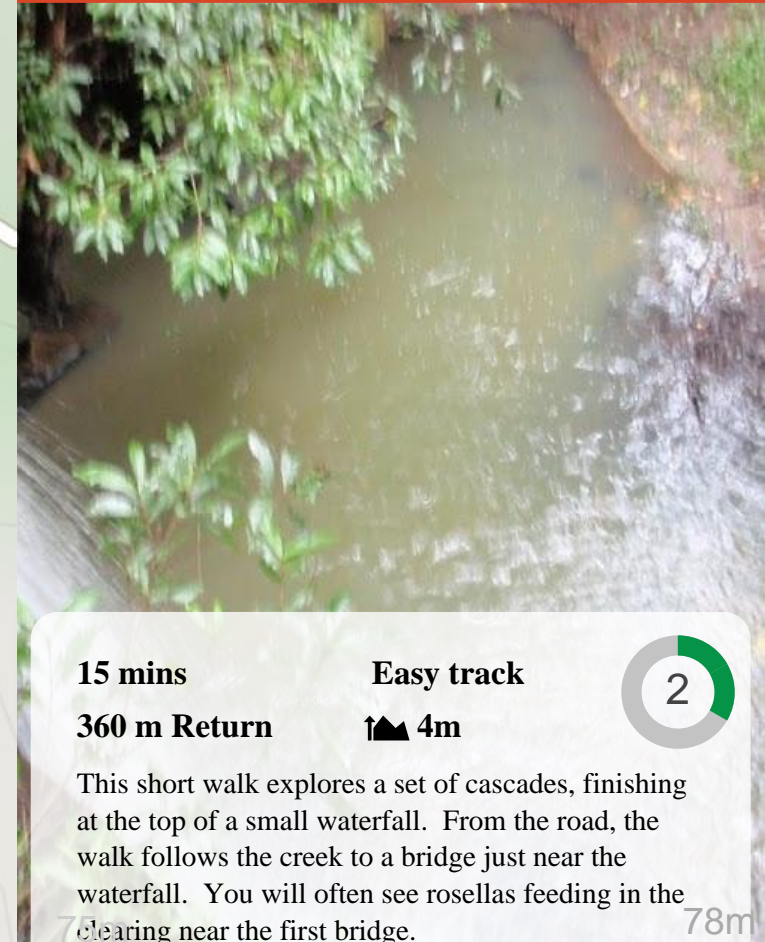 15 mins
Easy track
2
360 m Return
4m
This short walk explores a set of cascades, finishing
at the top of a small waterfall.  From the road, the
walk follows the creek to a bridge just near the
waterfall.  You will often see rosellas feeding in the
clearing near the first bridge.
75m
78m